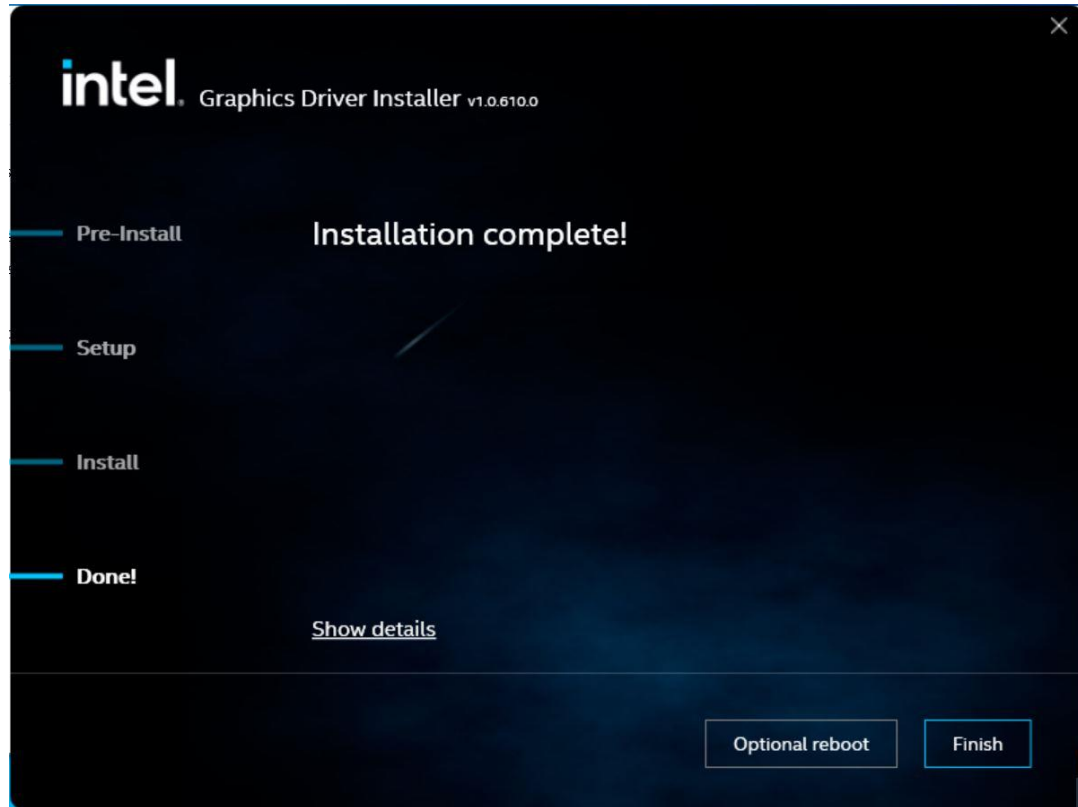 intel. Graphics Driver Installer v1.0.610.0
Pre-Install
Installation complete!
Setup
Install
Done!
Show details
Optional reboot
Finish